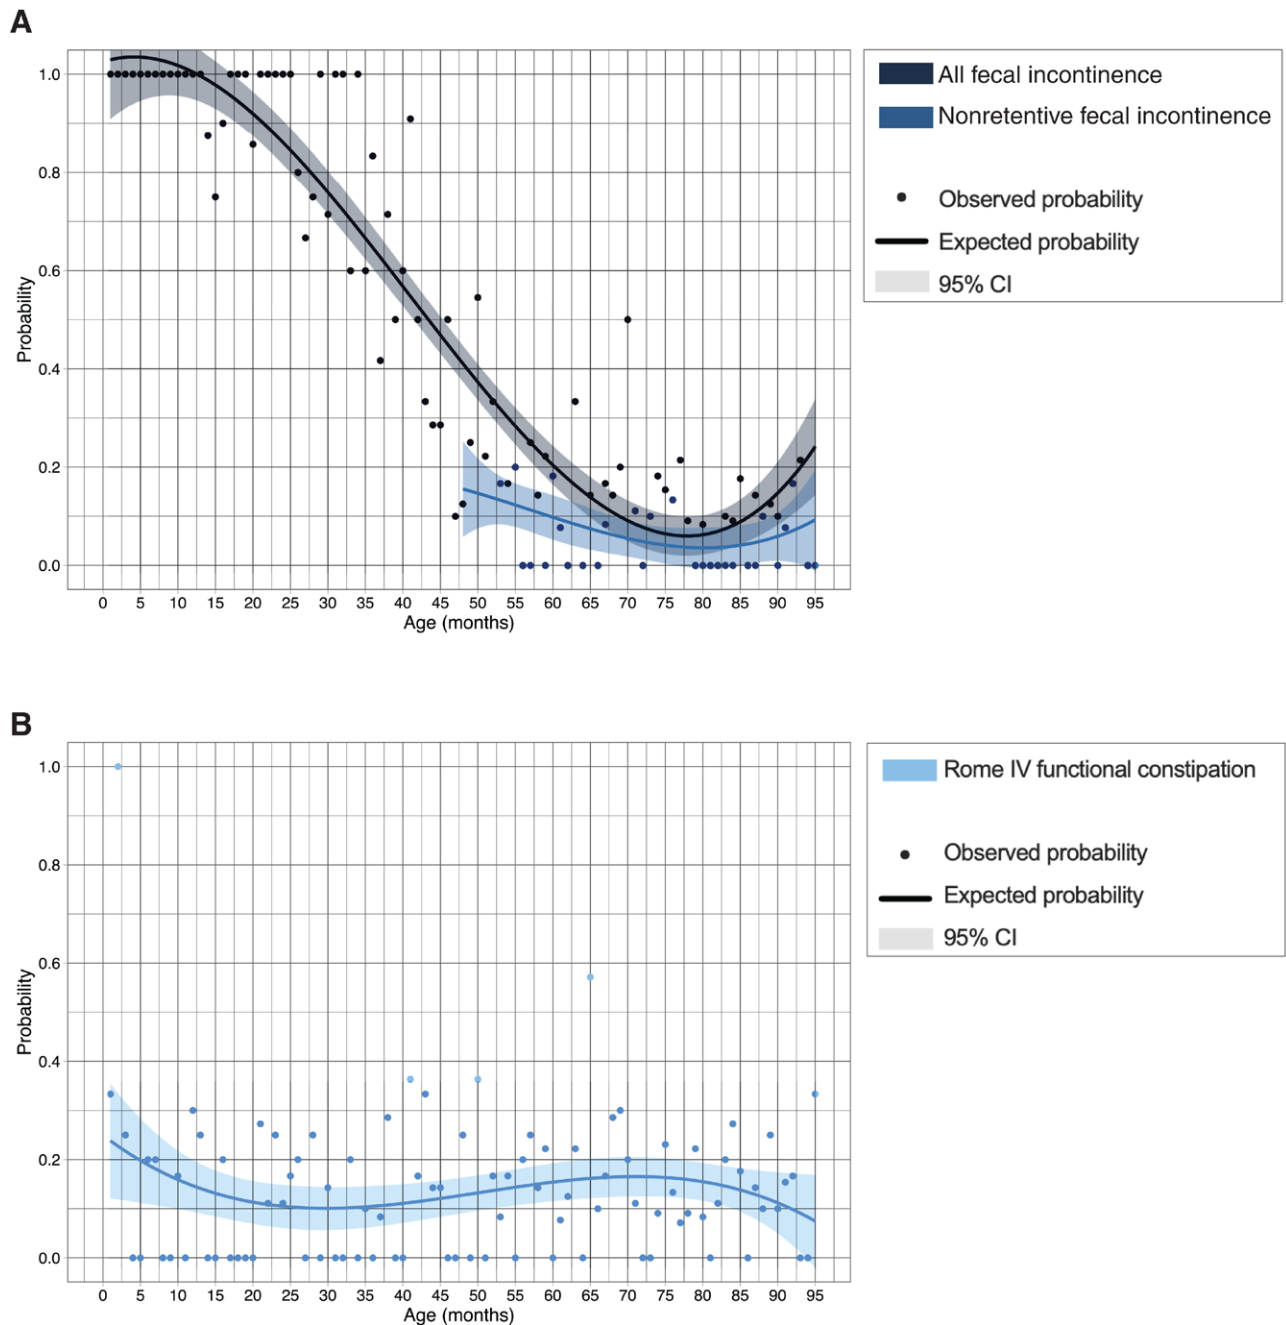 A
1.0
0.8
0.6
0.4
0.2
0.0
Probability
0 5 10 15 20 25 30 35 40 45 50 55 60 65 70 75 80 85 90 95
Age (months)
All fecal incontinence
Nonretentive fecal incontinence
Observed probability
Expected probability
95% CI
B
1.0
0.8
0.6
0.4
0.2
0.0
Probability
0 5 10 15 20 25 30 35 40 45 50 55 60 65 70 75 80 85 90 95
Age (months)
Rome IV functional constipation
Observed probability
Expected probability
95% CI